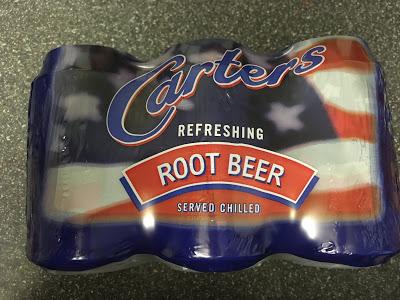 Carters
REFRESHING
ROOT BEER
SERVED CHILLED